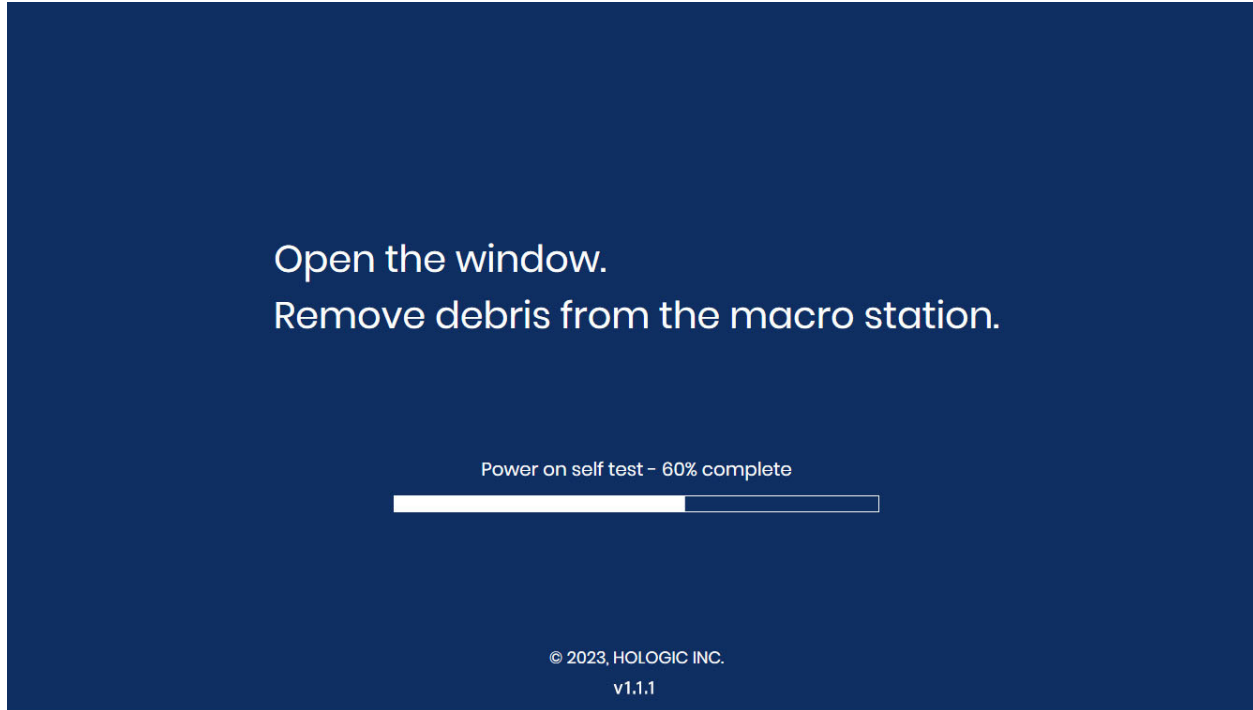 Open the window.
Remove debris from the macro station.
Power on self test - 60% complete
© 2023, HOLOGIC INC.
v1.1.1